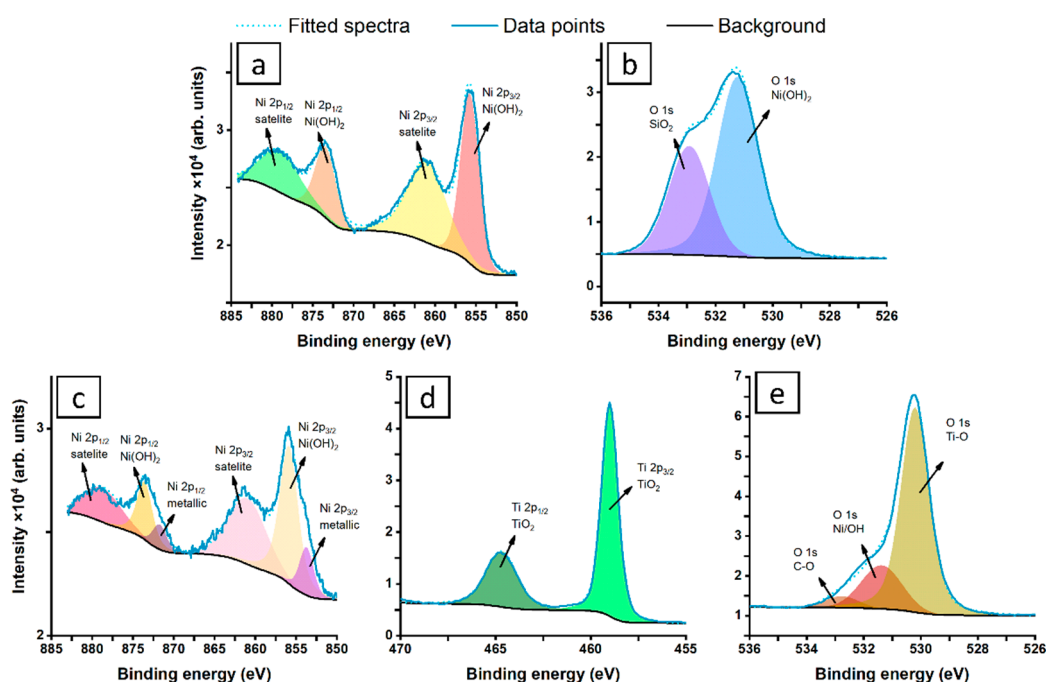 Fitted spectra Data points Background
a
Intensity ×10⁴ (arb. units)
3
2
Ni 2p₁/₂
satelite
Ni 2p₁/₂
Ni(OH)₂
Ni 2p₃/₂
satelite
Ni 2p₃/₂
Ni(OH)₂
885 880 875 870 865 860 855 850
Binding energy (eV)
b
3
2
1
0
O 1s
SiO₂
O 1s
Ni(OH)₂
536 534 532 530 528 526
Binding energy (eV)
c
Intensity ×10⁴ (arb. units)
3
2
Ni 2p₁/₂
satelite
Ni 2p₁/₂
Ni(OH)₂
Ni 2p₁/₂
metallic
Ni 2p₃/₂
satelite
Ni 2p₃/₂
Ni(OH)₂
Ni 2p₃/₂
metallic
885 880 875 870 865 860 855 850
Binding energy (eV)
d
5
4
3
2
1
0
Ti 2p₁/₂
TiO₂
Ti 2p₃/₂
TiO₂
470 465 460 455
Binding energy (eV)
e
7
6
5
4
3
2
1
O 1s
C-O
O 1s
Ni/OH
O 1s
Ti-O
536 534 532 530 528 526
Binding energy (eV)